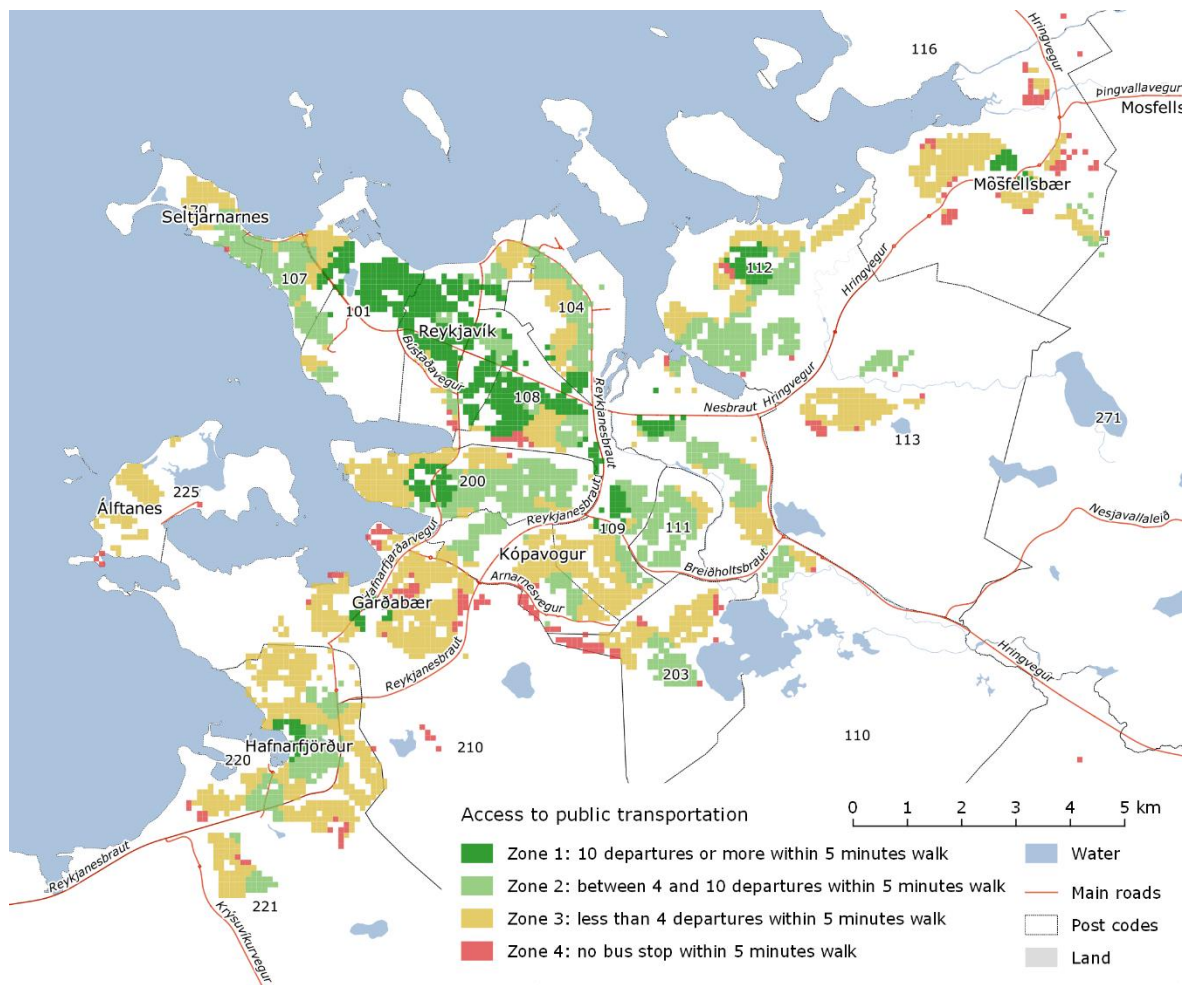 116
Hringvegur
Þingvallavegur
Mosfells
Mosfellsbær
170
Seltjarnarnes
107
112
Hringvegur
101
104
Reykjavík
Bústaðavegur
108
Reykjanesbraut
Nesbraut
Hringvegur
113
271
200
225
Álftanes
Reykjanesbraut
109
111
Nesjavallaleið
Kópavogur
Breiðholtsbraut
Hafnarfjarðarvegur
Arnarnesvegur
Garðabær
Reykjanesbraut
203
Hringvegur
110
210
Hafnarfjörður
220
Reykjanesbraut
221
Krýsuvíkurvegur
Access to public transportation
0 1 2 3 4 5 km
Zone 1: 10 departures or more within 5 minutes walk
Zone 2: between 4 and 10 departures within 5 minutes walk
Zone 3: less than 4 departures within 5 minutes walk
Zone 4: no bus stop within 5 minutes walk
Water
Main roads
Post codes
Land